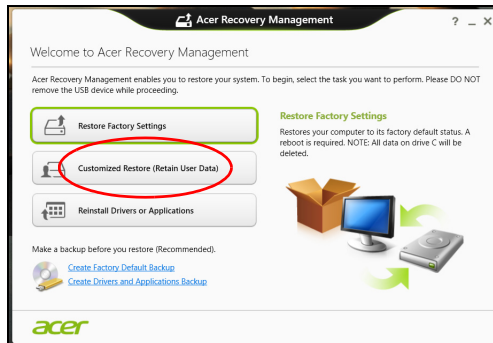 Acer Recovery Management
Welcome to Acer Recovery Management
Acer Recovery Management enables you to restore your system. To begin, select the task you want to perform. Please DO NOT
remove the USB device while proceeding.
Restore Factory Settings
Customized Restore (Retain User Data)
Reinstall Drivers or Applications
Restore Factory Settings
Restores your computer to its factory default status. A
reboot is required. NOTE: All data on drive C will be
deleted.
Make a backup before you restore (Recommended).
Create Factory Default Backup
Create Drivers and Applications Backup
acer